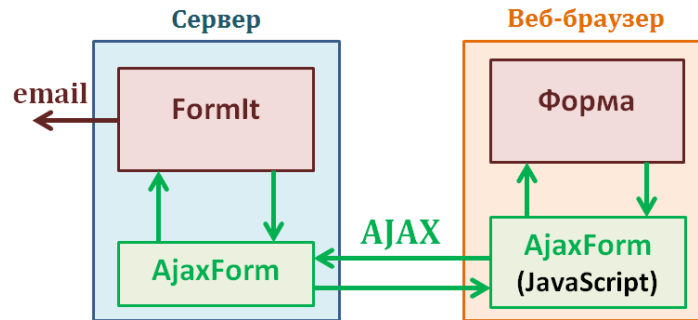 Сервер
Веб-браузер
email
FormIt
Форма
AJAX
AjaxForm
AjaxForm
(JavaScript)